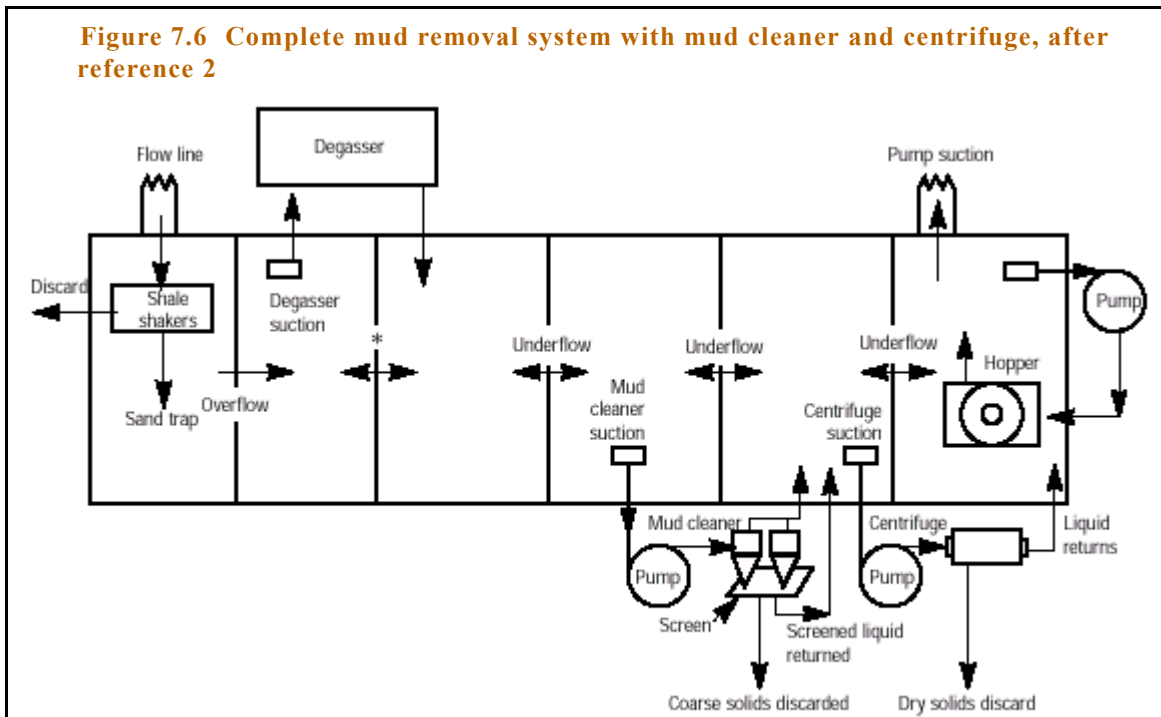 Figure 7.6 Complete mud removal system with mud cleaner and centrifuge, after
reference 2
Flow line
Degasser
Pump suction
Discard
Shale
shakers
Degasser
suction
Pump
*
Underflow
Underflow
Underflow
Hopper
Sand trap
Overflow
Mud
cleaner
suction
Centrifuge
suction
Mud cleaner
Centrifuge
Liquid
returns
Pump
Pump
Screen
Screened liquid
returned
Coarse solids discarded
Dry solids discard